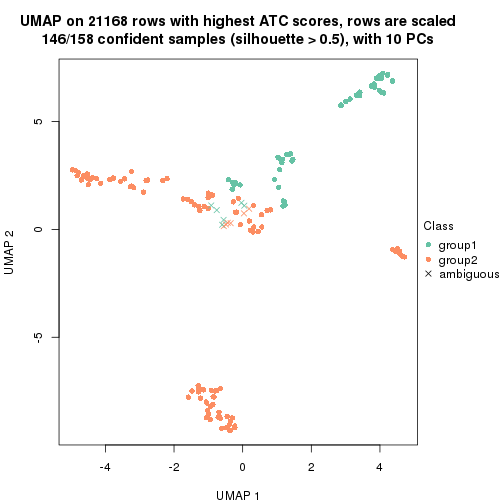 UMAP on 21168 rows with highest ATC scores, rows are scaled
146/158 confident samples (silhouette > 0.5), with 10 PCs
5
0
-5
UMAP 2
-4
-2
0
2
4
UMAP 1
Class
group1
group2
ambiguous